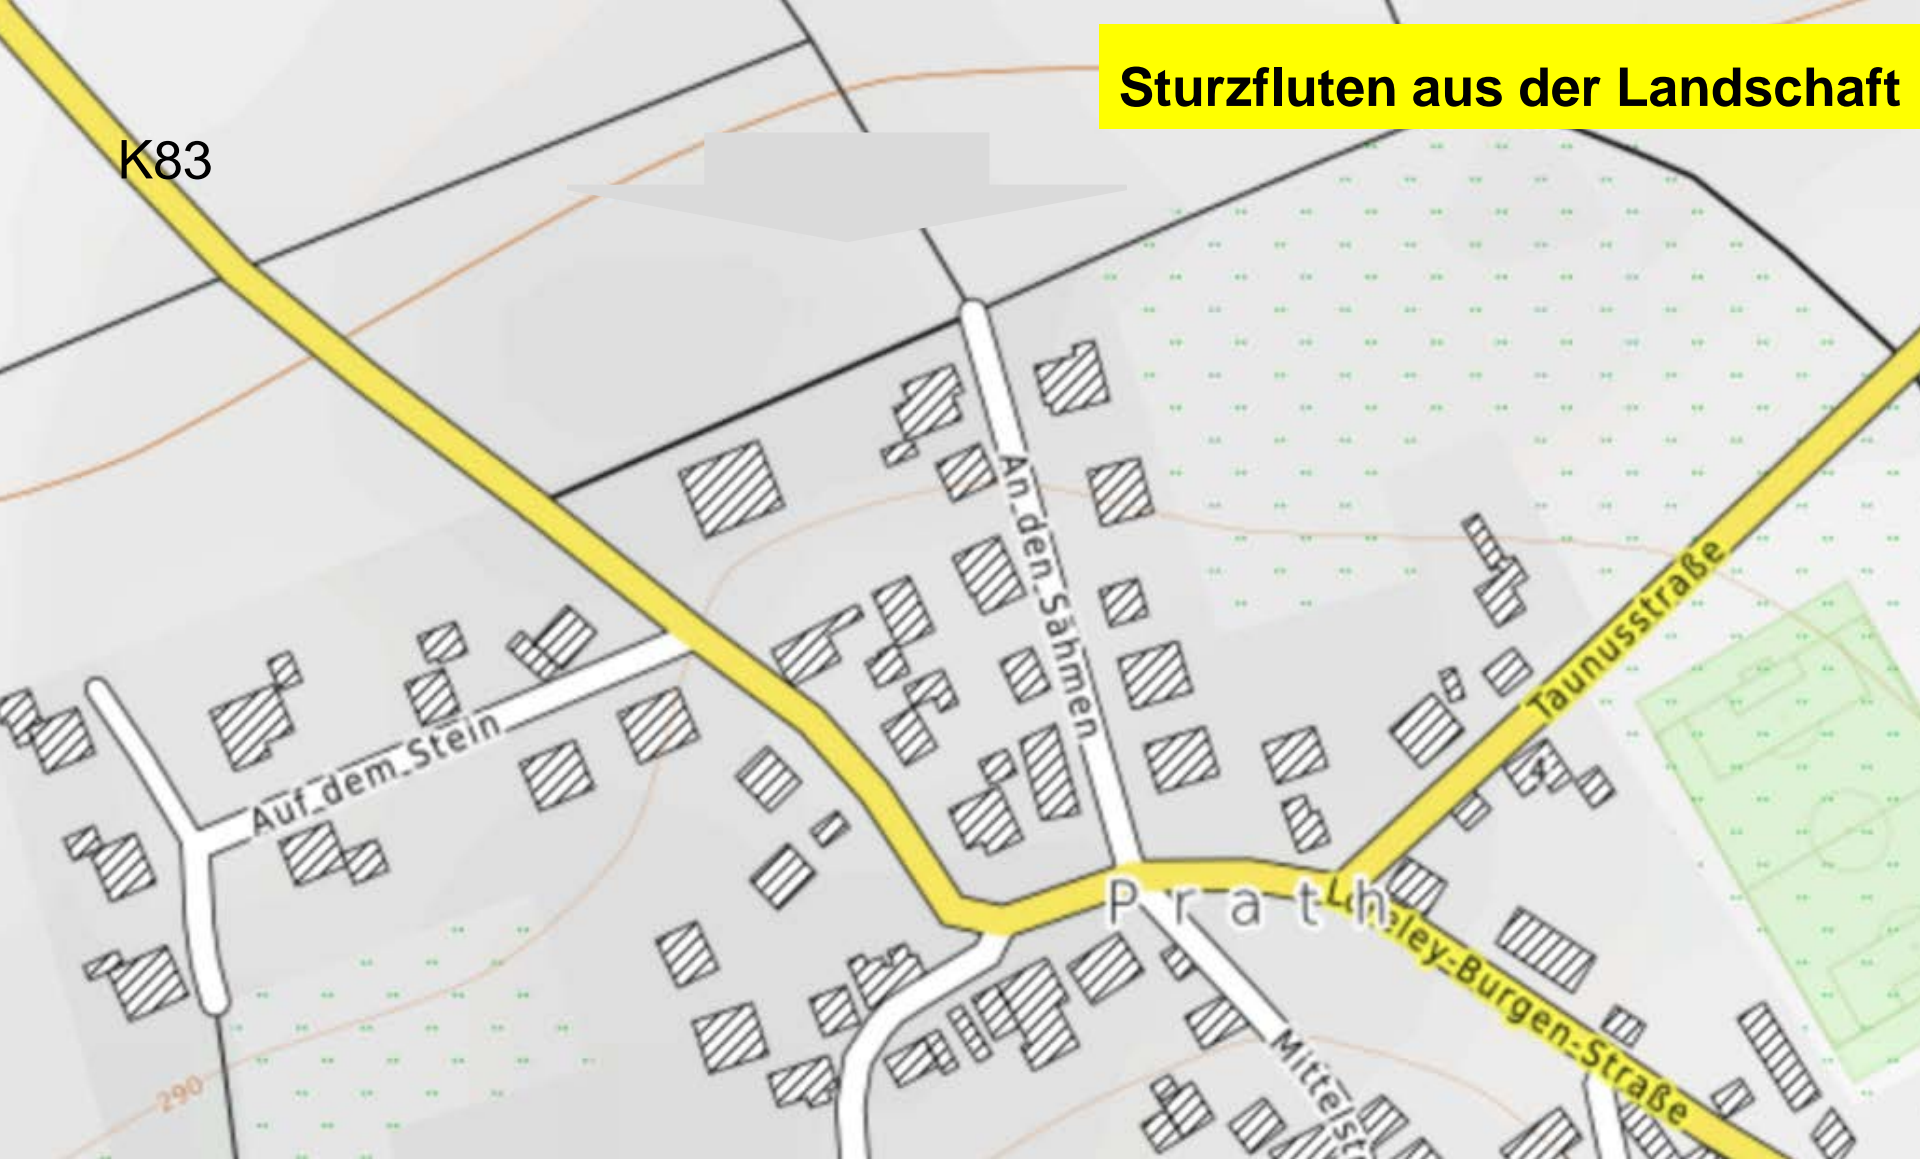 Sturzfluten aus der Landschaft
K83
An den Sähmen
Taunusstraße
Auf dem Stein
Prath
Loreley-Burgen-Straße
290